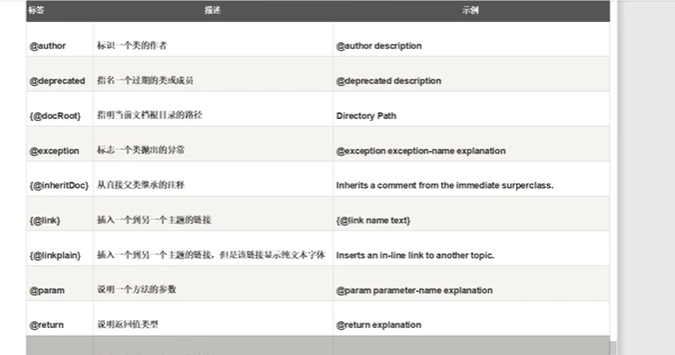 标签 描述 示例
@author 标识一个类的作者 @author description
@deprecated 指名一个过期的类或成员 @deprecated description
{@docRoot} 指明当前文档根目录的路径 Directory Path
@exception 标志一个类抛出的异常 @exception exception-name explanation
{@inheritDoc} 从直接父类继承的注释 Inherits a comment from the immediate surperclass.
{@link} 插入一个到另一个主题的链接 {@link name text}
{@linkplain} 插入一个到另一个主题的链接，但是该链接显示纯文本字体 Inserts an in-line link to another topic.
@param 说明一个方法的参数 @param parameter-name explanation
@return 说明返回值类型 @return explanation